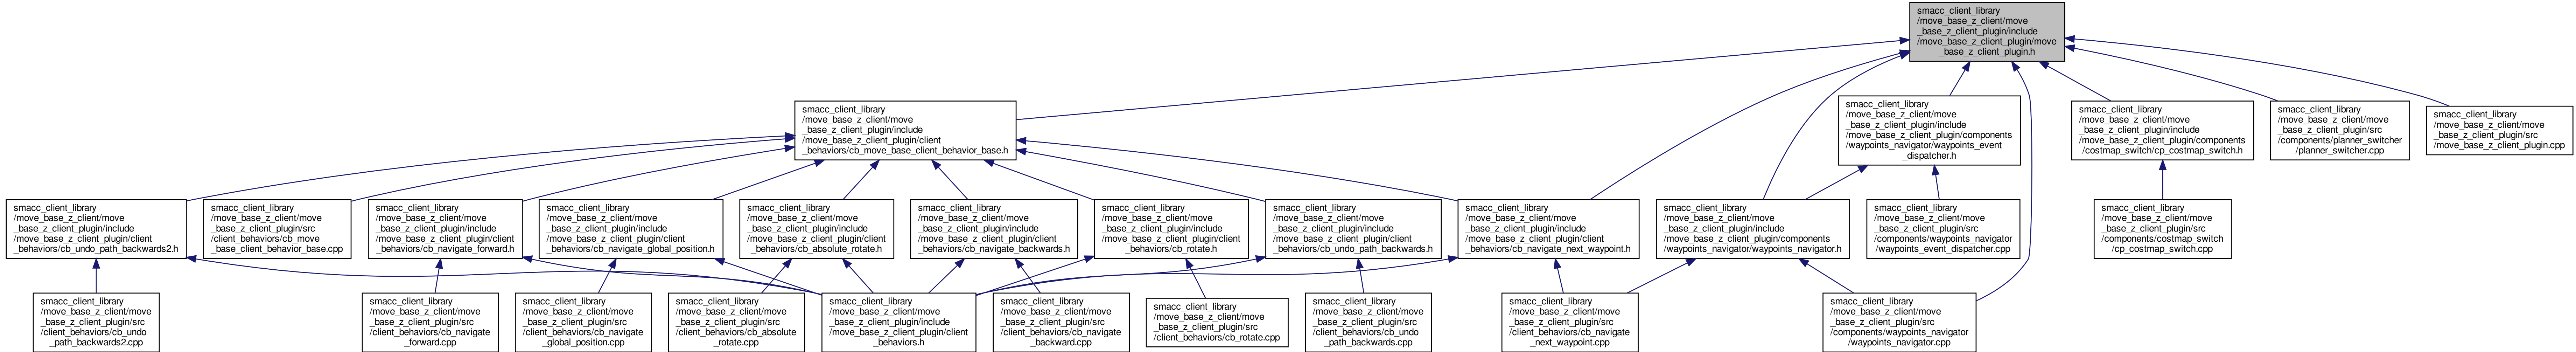 smacc_client_library
/move_base_z_client/move
_base_z_client_plugin/include
/move_base_z_client_plugin/move
_base_z_client_plugin.h
smacc_client_library
/move_base_z_client/move
_base_z_client_plugin/include
/move_base_z_client_plugin/client
_behaviors/cb_move_base_client_behavior_base.h
smacc_client_library
/move_base_z_client/move
_base_z_client_plugin/include
/move_base_z_client_plugin/components
/waypoints_navigator/waypoints_event
_dispatcher.h
smacc_client_library
/move_base_z_client/move
_base_z_client_plugin/include
/move_base_z_client_plugin/components
/costmap_switch/cp_costmap_switch.h
smacc_client_library
/move_base_z_client/move
_base_z_client_plugin/src
/components/planner_switcher
/planner_switcher.cpp
smacc_client_library
/move_base_z_client/move
_base_z_client_plugin/src
/move_base_z_client_plugin.cpp
smacc_client_library
/move_base_z_client/move
_base_z_client_plugin/include
/move_base_z_client_plugin/client
_behaviors/cb_undo_path_backwards2.h
smacc_client_library
/move_base_z_client/move
_base_z_client_plugin/src
/client_behaviors/cb_move
_base_client_behavior_base.cpp
smacc_client_library
/move_base_z_client/move
_base_z_client_plugin/include
/move_base_z_client_plugin/client
_behaviors/cb_navigate_forward.h
smacc_client_library
/move_base_z_client/move
_base_z_client_plugin/include
/move_base_z_client_plugin/client
_behaviors/cb_navigate_global_position.h
smacc_client_library
/move_base_z_client/move
_base_z_client_plugin/include
/move_base_z_client_plugin/client
_behaviors/cb_absolute_rotate.h
smacc_client_library
/move_base_z_client/move
_base_z_client_plugin/include
/move_base_z_client_plugin/client
_behaviors/cb_navigate_backwards.h
smacc_client_library
/move_base_z_client/move
_base_z_client_plugin/include
/move_base_z_client_plugin/client
_behaviors/cb_rotate.h
smacc_client_library
/move_base_z_client/move
_base_z_client_plugin/include
/move_base_z_client_plugin/client
_behaviors/cb_undo_path_backwards.h
smacc_client_library
/move_base_z_client/move
_base_z_client_plugin/include
/move_base_z_client_plugin/client
_behaviors/cb_navigate_next_waypoint.h
smacc_client_library
/move_base_z_client/move
_base_z_client_plugin/include
/move_base_z_client_plugin/components
/waypoints_navigator/waypoints_navigator.h
smacc_client_library
/move_base_z_client/move
_base_z_client_plugin/src
/components/waypoints_navigator
/waypoints_event_dispatcher.cpp
smacc_client_library
/move_base_z_client/move
_base_z_client_plugin/src
/components/costmap_switch
/cp_costmap_switch.cpp
smacc_client_library
/move_base_z_client/move
_base_z_client_plugin/src
/client_behaviors/cb_undo
_path_backwards2.cpp
smacc_client_library
/move_base_z_client/move
_base_z_client_plugin/src
/client_behaviors/cb_navigate
_forward.cpp
smacc_client_library
/move_base_z_client/move
_base_z_client_plugin/src
/client_behaviors/cb_navigate
_global_position.cpp
smacc_client_library
/move_base_z_client/move
_base_z_client_plugin/src
/client_behaviors/cb_absolute
_rotate.cpp
smacc_client_library
/move_base_z_client/move
_base_z_client_plugin/include
/move_base_z_client_plugin/client
_behaviors.h
smacc_client_library
/move_base_z_client/move
_base_z_client_plugin/src
/client_behaviors/cb_navigate
_backward.cpp
smacc_client_library
/move_base_z_client/move
_base_z_client_plugin/src
/client_behaviors/cb_rotate.cpp
smacc_client_library
/move_base_z_client/move
_base_z_client_plugin/src
/client_behaviors/cb_undo
_path_backwards.cpp
smacc_client_library
/move_base_z_client/move
_base_z_client_plugin/src
/client_behaviors/cb_navigate
_next_waypoint.cpp
smacc_client_library
/move_base_z_client/move
_base_z_client_plugin/src
/components/waypoints_navigator
/waypoints_navigator.cpp